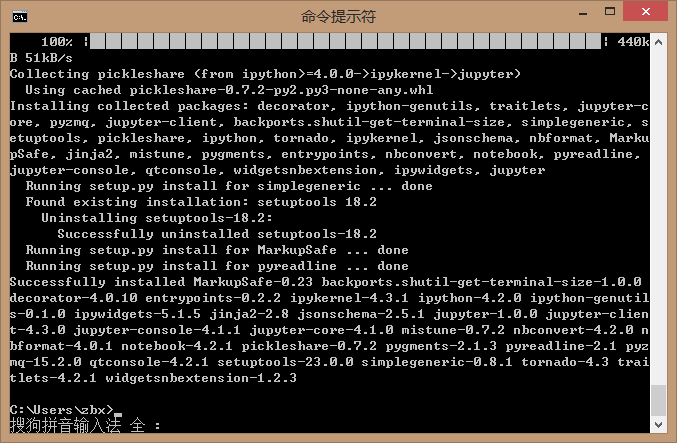 命令提示符
100% |████████████████████████████████| 440k
B 51kB/s
Collecting pickleshare (from ipython>=4.0.0->ipykernel->jupyter)
  Using cached pickleshare-0.7.2-py2.py3-none-any.whl
Installing collected packages: decorator, ipython-genutils, traitlets, jupyter-c
ore, pyzmq, jupyter-client, backports.shutil-get-terminal-size, simplegeneric, s
etuptools, pickleshare, ipython, tornado, ipykernel, jsonschema, nbformat, Marku
pSafe, jinja2, mistune, pygments, entrypoints, nbconvert, notebook, pyreadline,
jupyter-console, qtconsole, widgetsnbextension, ipywidgets, jupyter
  Running setup.py install for simplegeneric ... done
  Found existing installation: setuptools 18.2
    Uninstalling setuptools-18.2:
      Successfully uninstalled setuptools-18.2
  Running setup.py install for MarkupSafe ... done
  Running setup.py install for pyreadline ... done
Successfully installed MarkupSafe-0.23 backports.shutil-get-terminal-size-1.0.0
decorator-4.0.10 entrypoints-0.2.2 ipykernel-4.3.1 ipython-4.2.0 ipython-genutil
s-0.1.0 ipywidgets-5.1.5 jinja2-2.8 jsonschema-2.5.1 jupyter-1.0.0 jupyter-clien
t-4.3.0 jupyter-console-4.1.1 jupyter-core-4.1.0 mistune-0.7.2 nbconvert-4.2.0 n
bformat-4.0.1 notebook-4.2.1 pickleshare-0.7.2 pygments-2.1.3 pyreadline-2.1 pyz
mq-15.2.0 qtconsole-4.2.1 setuptools-23.0.0 simplegeneric-0.8.1 tornado-4.3 trai
tlets-4.2.1 widgetsnbextension-1.2.3
C:\Users\zbx>
搜狗拼音输入法 全 :